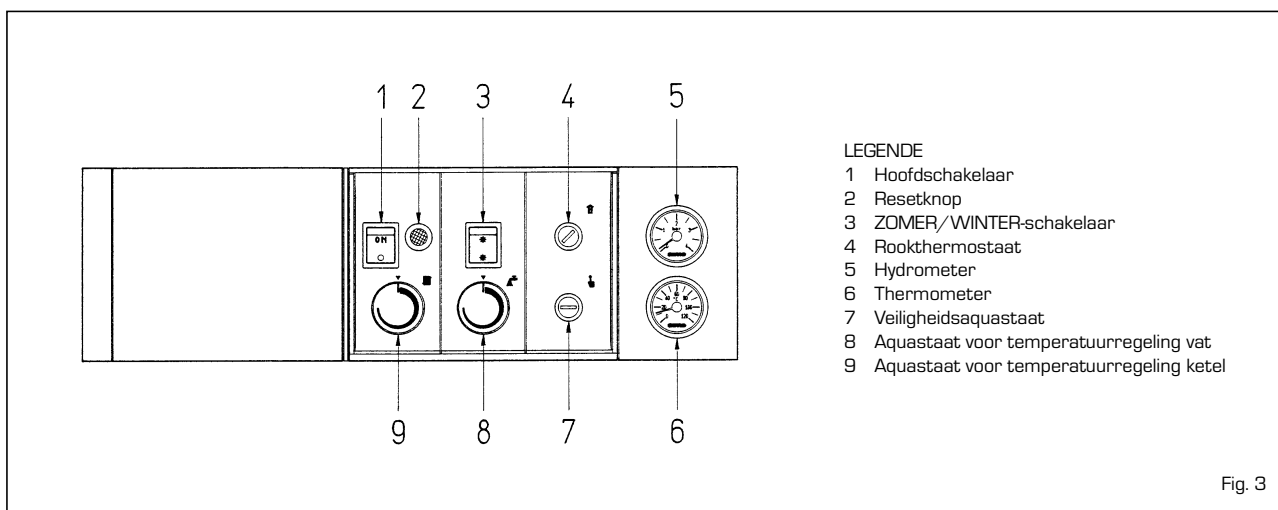 1 2 3 4 5
ON
9 8 7 6
LEGENDE
1 Hoofdschakelaar
2 Resetknop
3 ZOMER/WINTER-schakelaar
4 Rookthermostaat
5 Hydrometer
6 Thermometer
7 Veiligheidsaquastaat
8 Aquastaat voor temperatuurregeling vat
9 Aquastaat voor temperatuurregeling ketel
Fig. 3